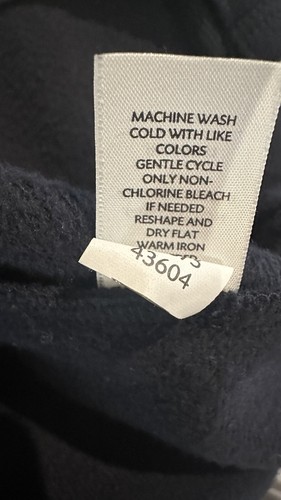 MACHINE WASH
COLD WITH LIKE
COLORS
GENTLE CYCLE
ONLY NON-
CHLORINE BLEACH
IF NEEDED
RESHAPE AND
DRY FLAT
WARM IRON
43604